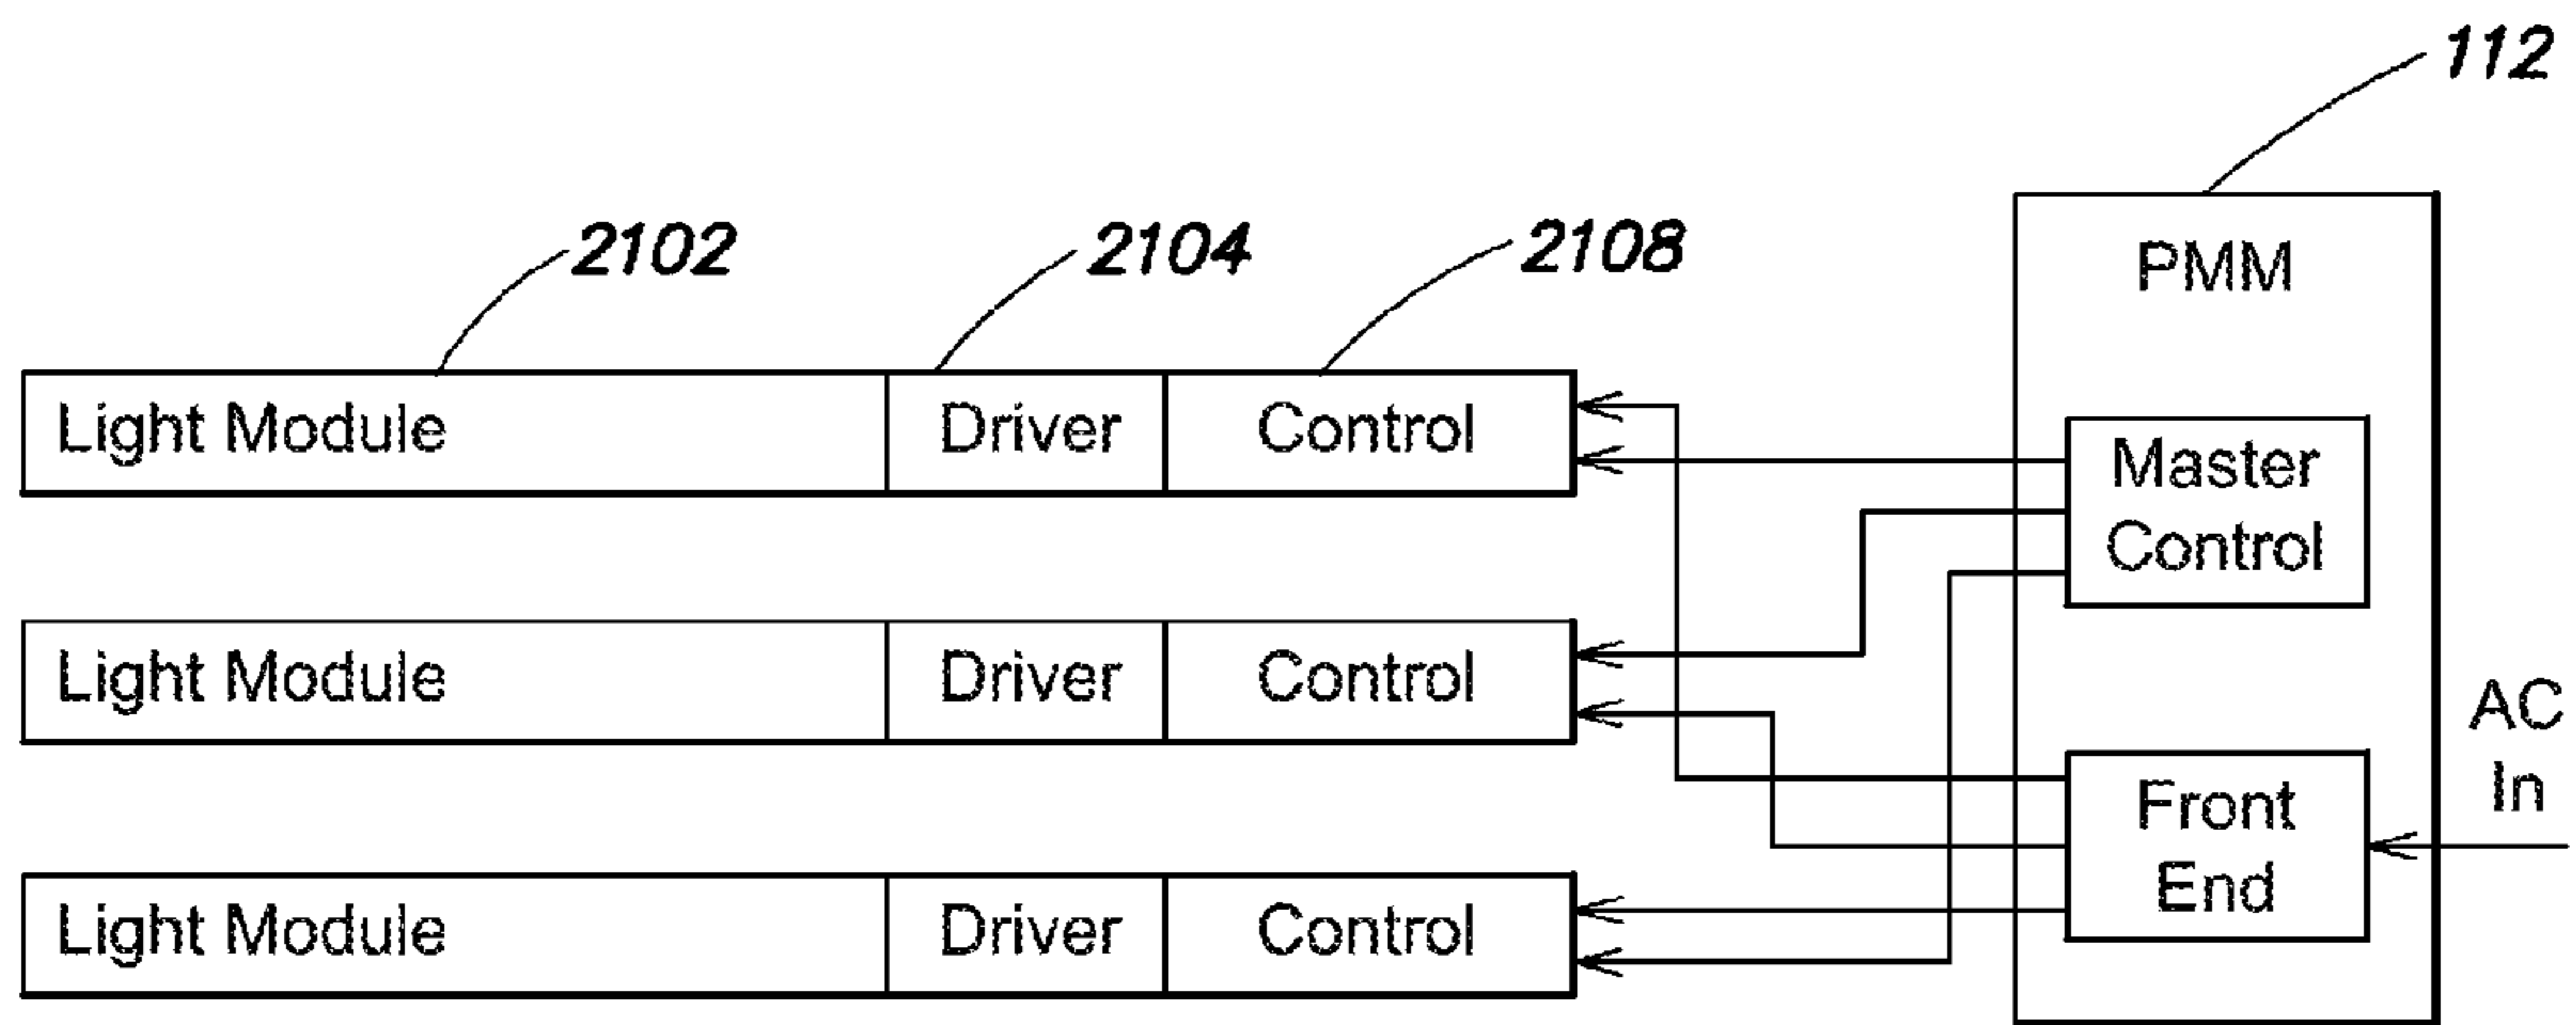 112
2102
2104
2108
PMM
Light Module
Driver
Control
Master
Control
Light Module
Driver
Control
AC
In
Front
End
Light Module
Driver
Control